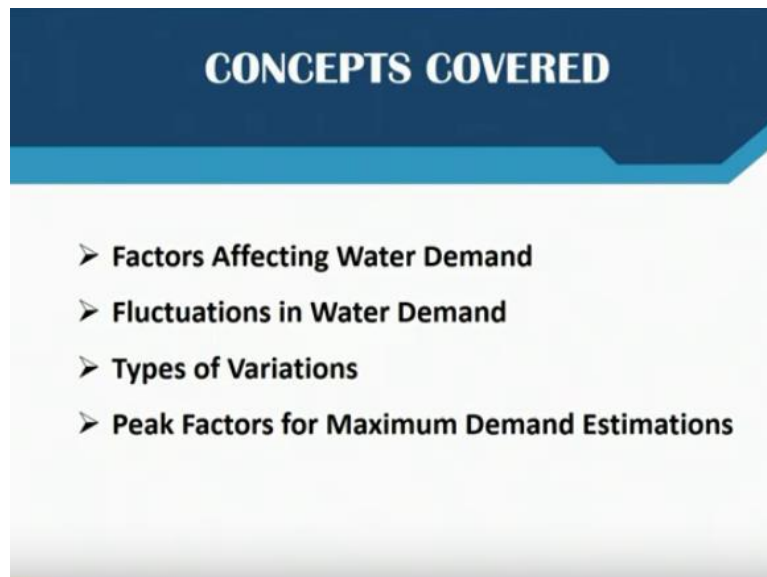 CONCEPTS COVERED
➢ Factors Affecting Water Demand
➢ Fluctuations in Water Demand
➢ Types of Variations
➢ Peak Factors for Maximum Demand Estimations